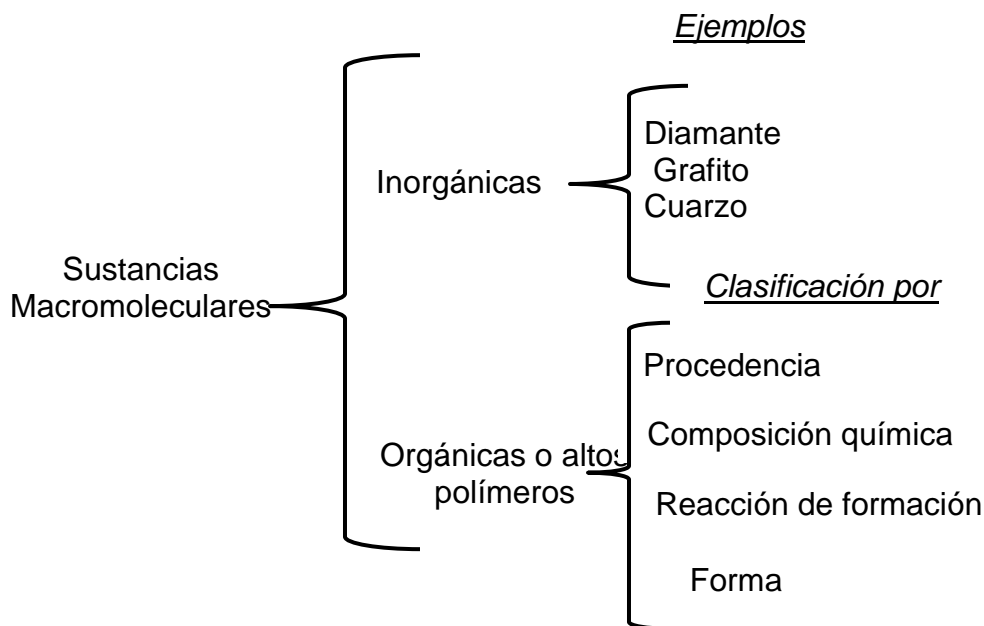 Ejemplos
Diamante
Grafito
Cuarzo
Inorgánicas
Sustancias
Macromoleculares
Clasificación por
Procedencia
Composición química
Orgánicas o altos
polímeros
Reacción de formación
Forma